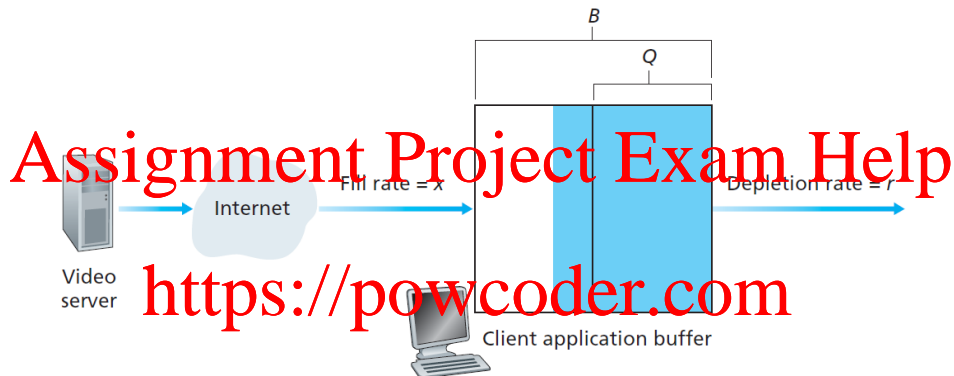 B
Q
Assignment Project Exam Help
Fill rate = x
Depletion rate = r
Internet
Video
server
https://powcoder.com
Client application buffer